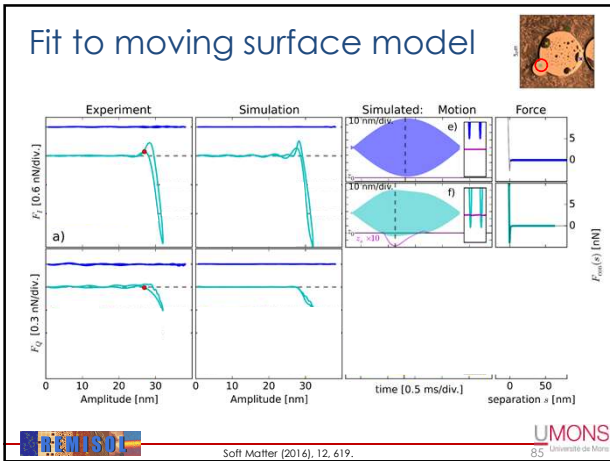 Fit to moving surface model
Experiment
Simulation
Simulated:
Motion
Force
F_I [0.6 nN/div.]
a)
10 nm/div.
e)
10 nm/div.
f)
z_0
z_s ×10
5
0
5
0
F_con(s) [nN]
F_Q [0.3 nN/div.]
0 10 20 30
0 10 20 30
0 50
Amplitude [nm]
Amplitude [nm]
time [0.5 ms/div.]
separation s [nm]
REMISOL
Soft Matter (2016), 12, 619.
85
UMONS
Université de Mons